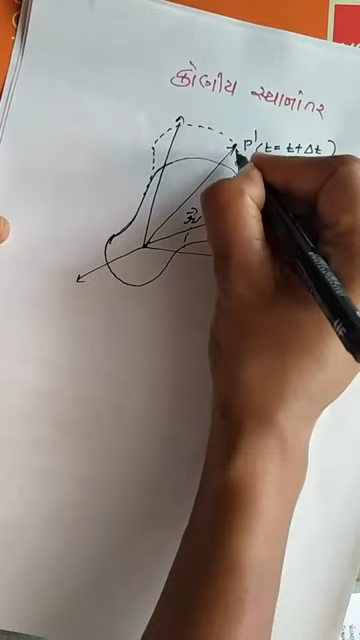 કોણીય સ્થાનાંતર
P'(t = t + Δt)